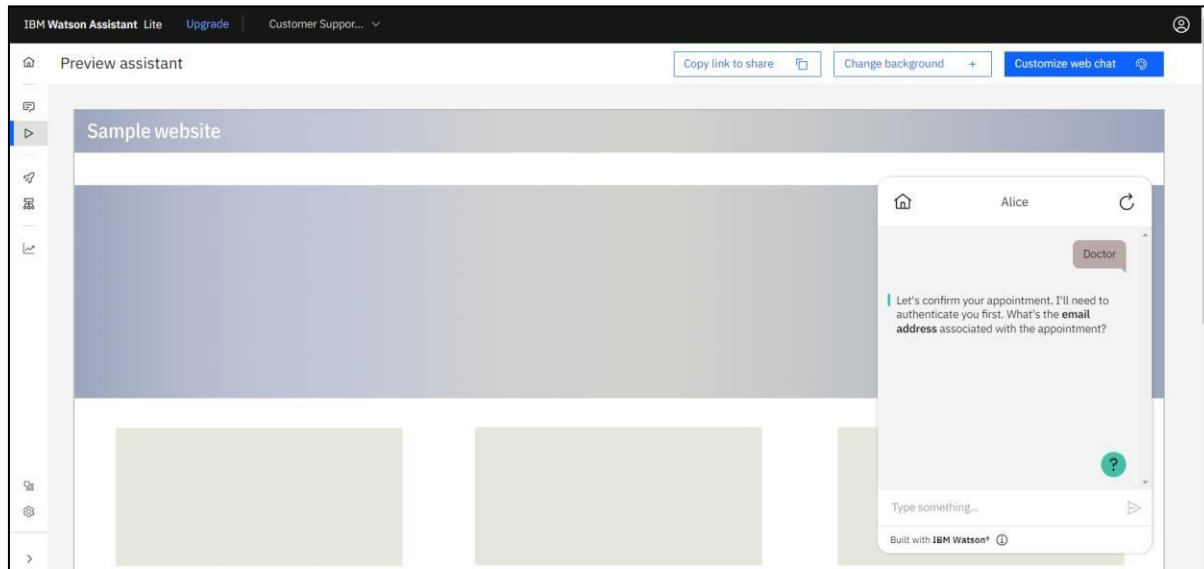 IBM Watson Assistant Lite Upgrade Customer Suppor...
Preview assistant
Copy link to share
Change background +
Customize web chat
Sample website
Alice
Doctor
Let's confirm your appointment. I'll need to
authenticate you first. What's the email
address associated with the appointment?
?
Type something...
Built with IBM Watson®